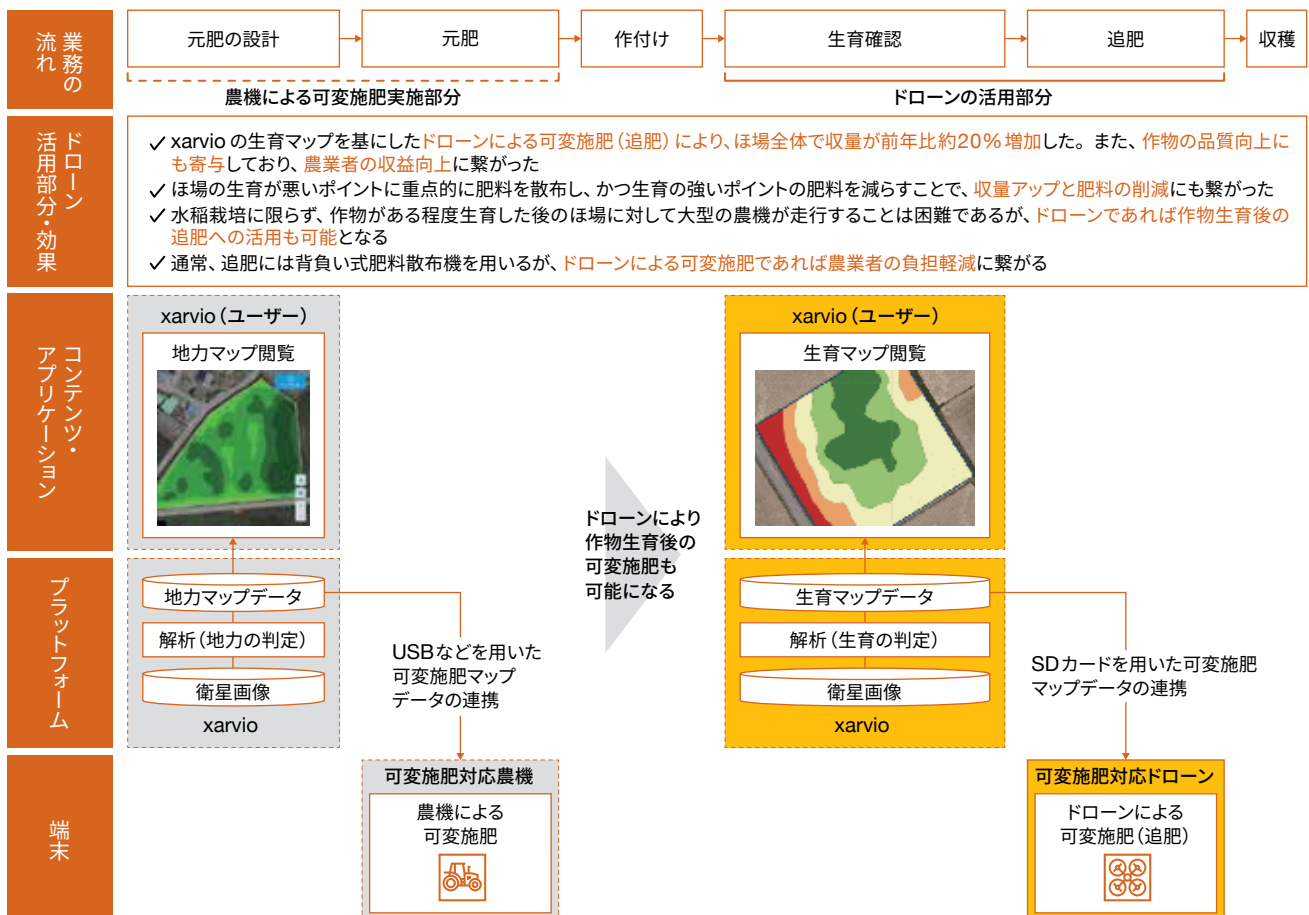 業務の
流れ
元肥の設計
元肥
作付け
生育確認
追肥
収穫
農機による可変施肥実施部分
ドローンの活用部分
ドローン
活用部分・効果
✓ xarvio の生育マップを基にしたドローンによる可変施肥（追肥）により、ほ場全体で収量が前年比約20％増加した。また、作物の品質向上に
も寄与しており、農業者の収益向上に繋がった
✓ ほ場の生育が悪いポイントに重点的に肥料を散布し、かつ生育の強いポイントの肥料を減らすことで、収量アップと肥料の削減にも繋がった
✓ 水稲栽培に限らず、作物がある程度生育した後のほ場に対して大型の農機が走行することは困難であるが、ドローンであれば作物生育後の
追肥への活用も可能となる
✓ 通常、追肥には背負い式肥料散布機を用いるが、ドローンによる可変施肥であれば農業者の負担軽減に繋がる
コンテンツ・
アプリケーション
xarvio（ユーザー）
地力マップ閲覧
ドローンにより
作物生育後の
可変施肥も
可能になる
xarvio（ユーザー）
生育マップ閲覧
プラットフォーム
地力マップデータ
解析（地力の判定）
衛星画像
xarvio
USBなどを用いた
可変施肥マップ
データの連携
生育マップデータ
解析（生育の判定）
衛星画像
xarvio
SDカードを用いた可変施肥
マップデータの連携
端末
可変施肥対応農機
農機による
可変施肥
可変施肥対応ドローン
ドローンによる
可変施肥（追肥）